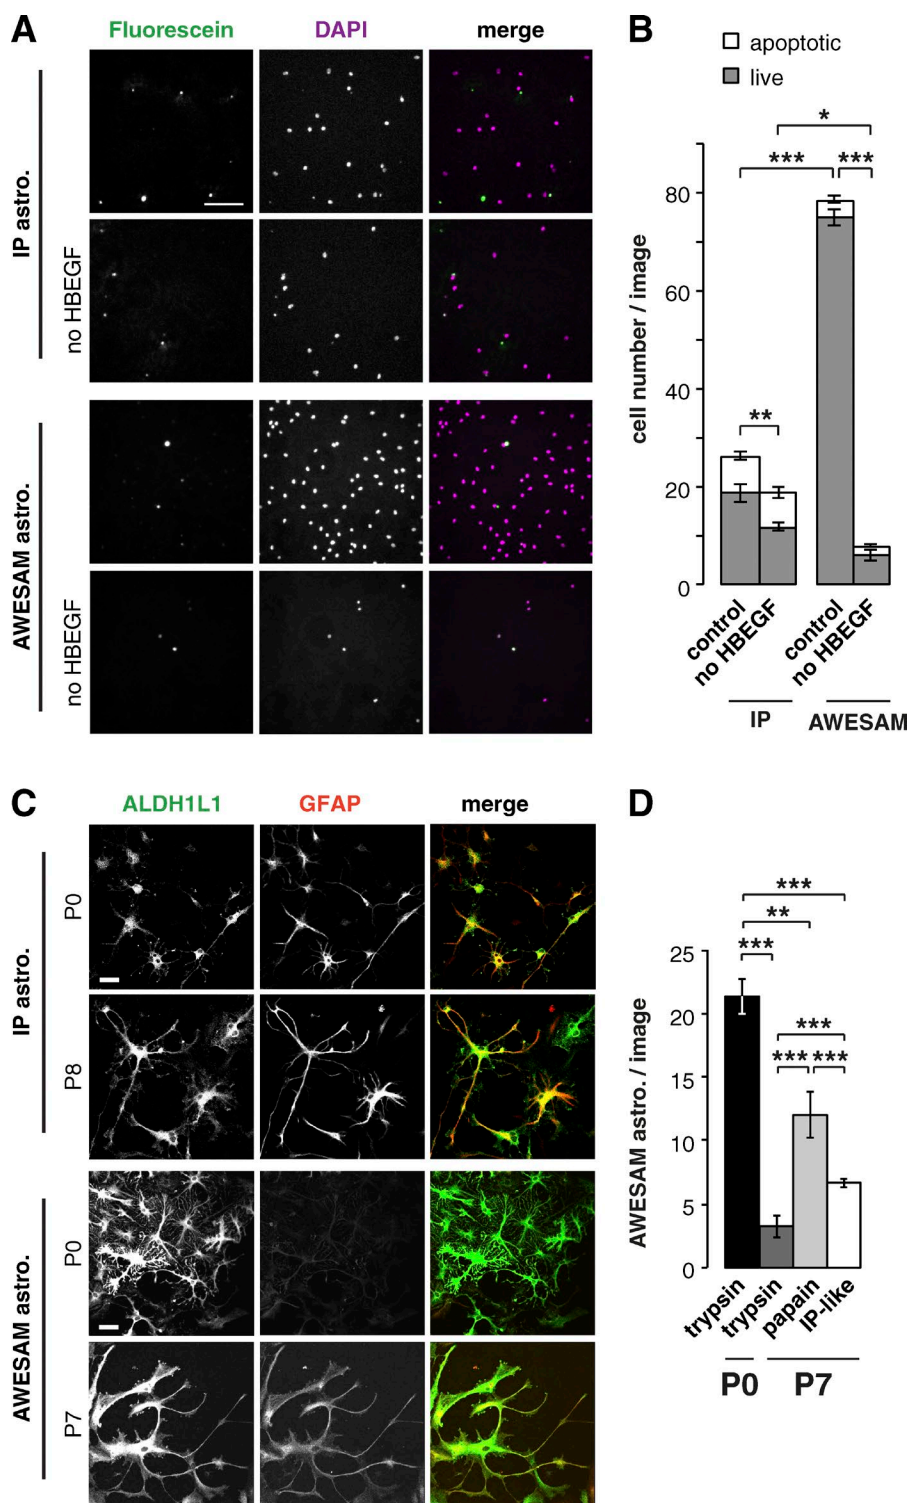 A
Fluorescein DAPI merge
IP astro.
no HBEGF
AWESAM astro.
no HBEGF
B
apoptotic
live
*
*** ***
**
cell number / image
80
60
40
20
0
control
no HBEGF
control
no HBEGF
IP
AWESAM
C
ALDH1L1 GFAP merge
IP astro.
P0
P8
AWESAM astro.
P0
P7
D
***
**
***
***
*** ***
AWESAM astro. / image
25
20
15
10
5
0
trypsin
trypsin
papain
IP-like
P0 P7